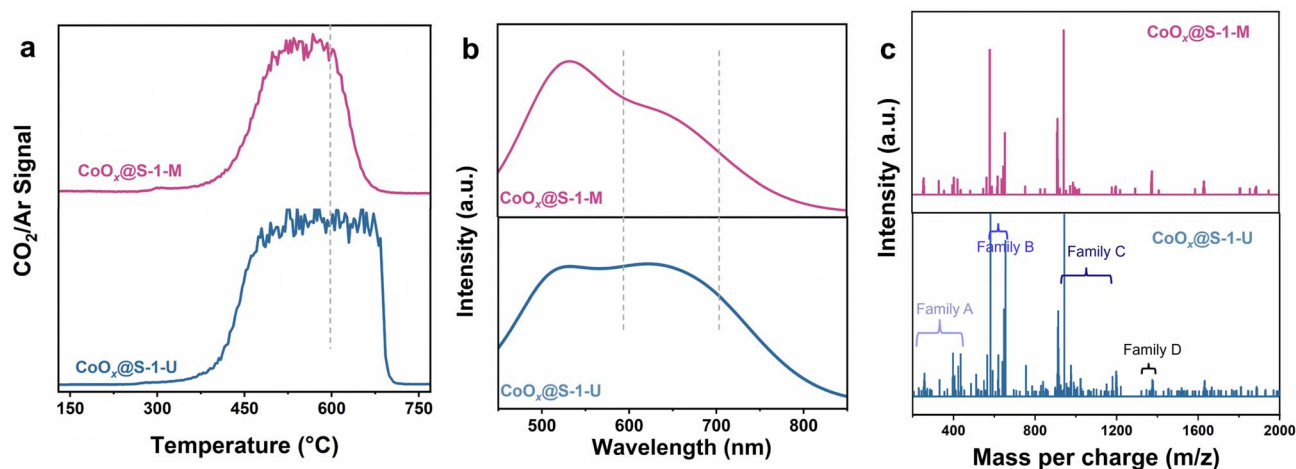 a
CO₂/Ar Signal
CoOₓ@S-1-M
CoOₓ@S-1-U
150 300 450 600 750
Temperature (°C)
b
Intensity (a.u.)
CoOₓ@S-1-M
CoOₓ@S-1-U
500 600 700 800
Wavelength (nm)
c
Intensity (a.u.)
CoOₓ@S-1-M
CoOₓ@S-1-U
Family B
Family C
Family A
Family D
400 800 1200 1600 2000
Mass per charge (m/z)